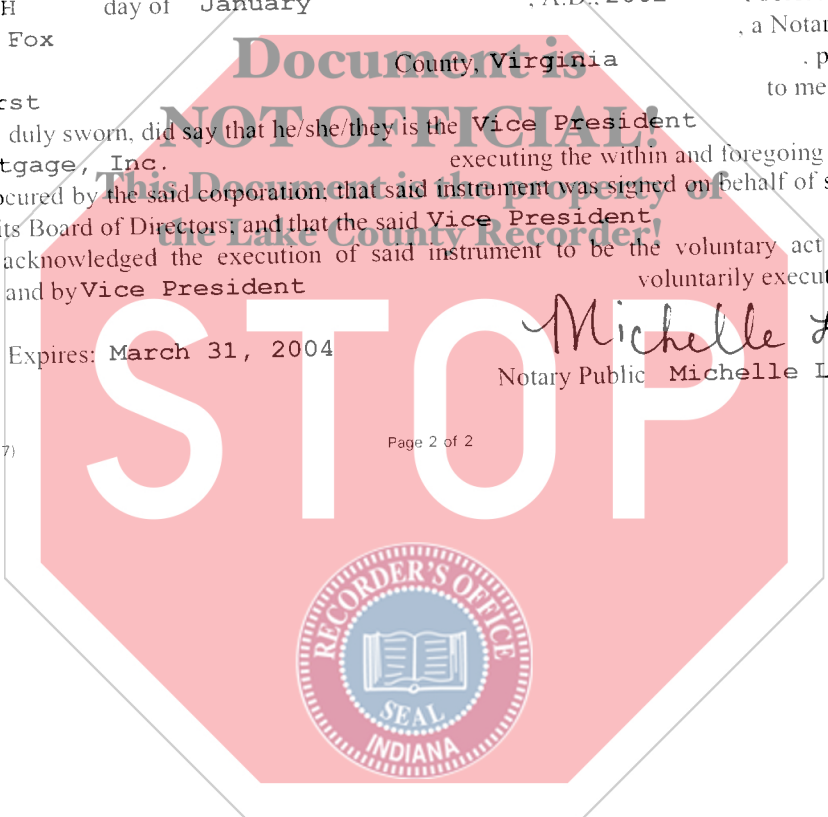 H day of January , A.D., 2002
Fox , a Notar
Document is
County, Virginia . p
to me
rst
NOT OFFICIAL!
duly sworn, did say that he/she/they is the Vice President
tgage, Inc. executing the within and foregoing
This Document is the property of
ocured by the said corporation; that said instrument was signed on behalf of s
its Board of Directors; and that the said Vice President
the Lake County Recorder!
acknowledged the execution of said instrument to be the voluntary act
and by Vice President voluntarily execut
STOP
Michelle L
Expires: March 31, 2004
Notary Public Michelle L
7) Page 2 of 2
RECORDER'S OFFICE
SEAL
INDIANA